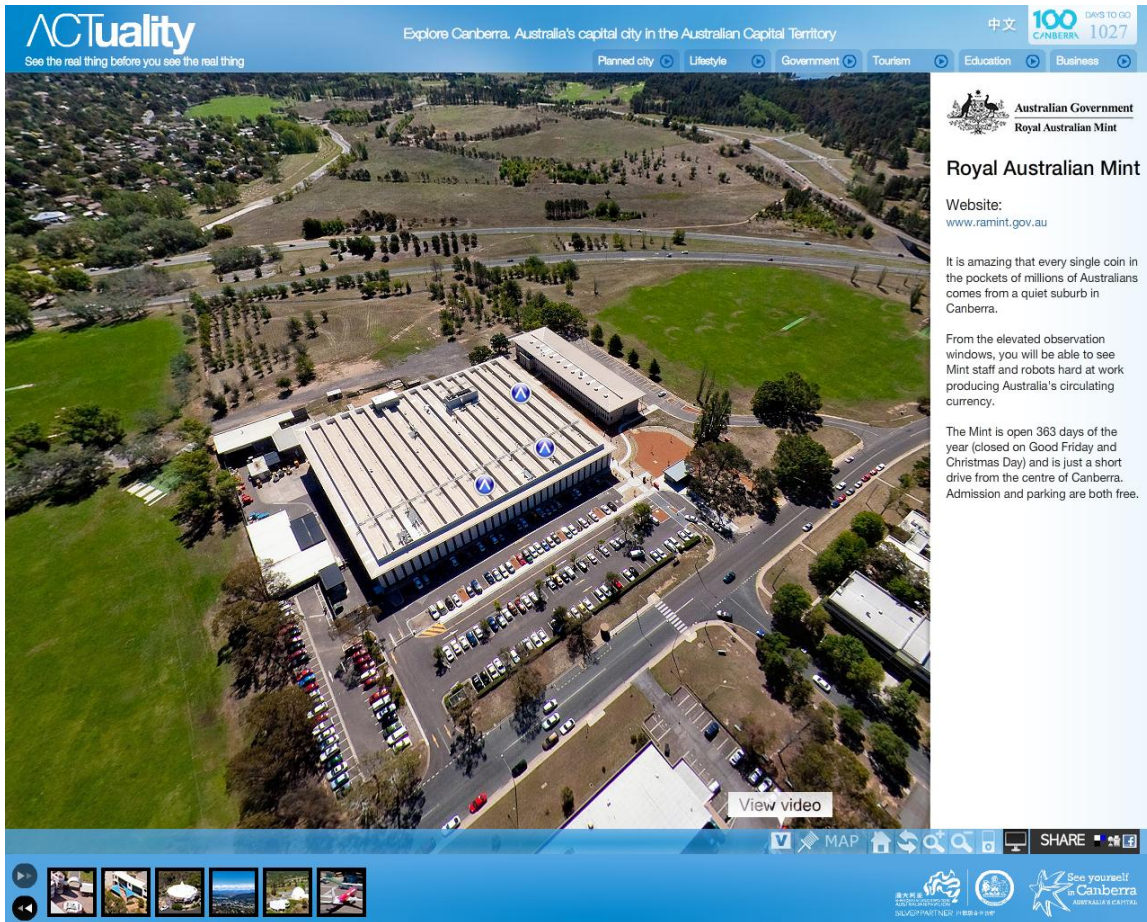 ACTuality
See the real thing before you see the real thing
Explore Canberra. Australia's capital city in the Australian Capital Territory
中文
100
CANBERRA
DAYS TO GO
1027
Planned city
Lifestyle
Government
Tourism
Education
Business
Australian Government
Royal Australian Mint
Royal Australian Mint
Website:
www.ramint.gov.au
It is amazing that every single coin in
the pockets of millions of Australians
comes from a quiet suburb in
Canberra.
From the elevated observation
windows, you will be able to see
Mint staff and robots hard at work
producing Australia's circulating
currency.
The Mint is open 363 days of the
year (closed on Good Friday and
Christmas Day) and is just a short
drive from the centre of Canberra.
Admission and parking are both free.
View video
V
MAP
SHARE
SILVER PARTNER
See yourself
in Canberra
AUSTRALIA'S CAPITAL